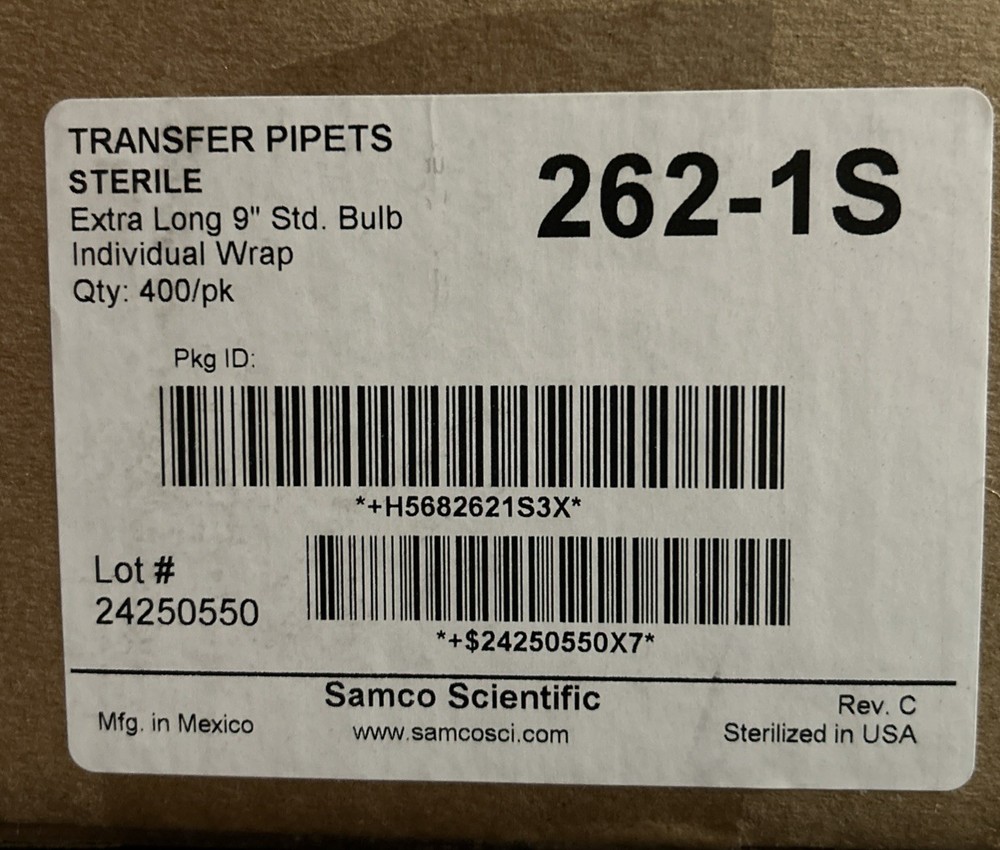 TRANSFER PIPETS
STERILE
Extra Long 9" Std. Bulb
Individual Wrap
Qty: 400/pk
262-1S
Pkg ID:
*+H5682621S3X*
Lot #
24250550
*+$24250550X7*
Samco Scientific
www.samcosci.com
Mfg. in Mexico
Rev. C
Sterilized in USA